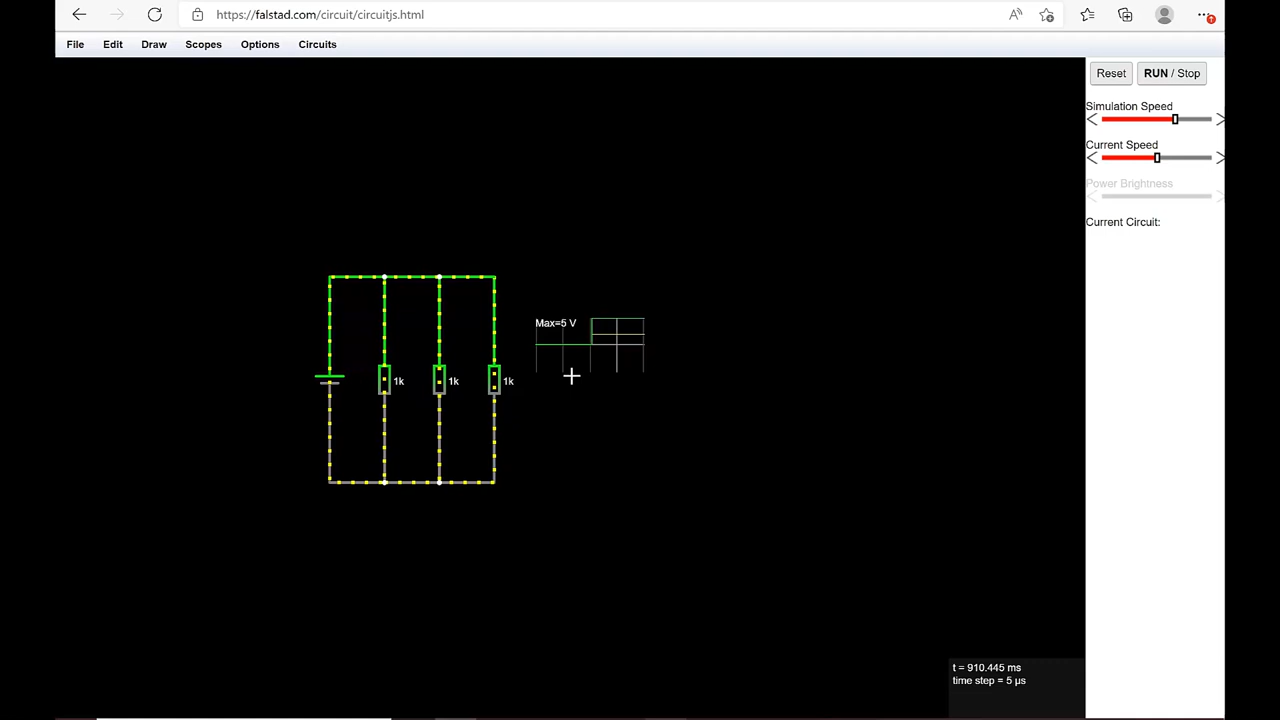 https://falstad.com/circuit/circuitjs.html
File Edit Draw Scopes Options Circuits
Reset RUN / Stop
Simulation Speed
Current Speed
Power Brightness
Current Circuit:
Max=5 V
1k 1k 1k
t = 910.445 ms
time step = 5 µs